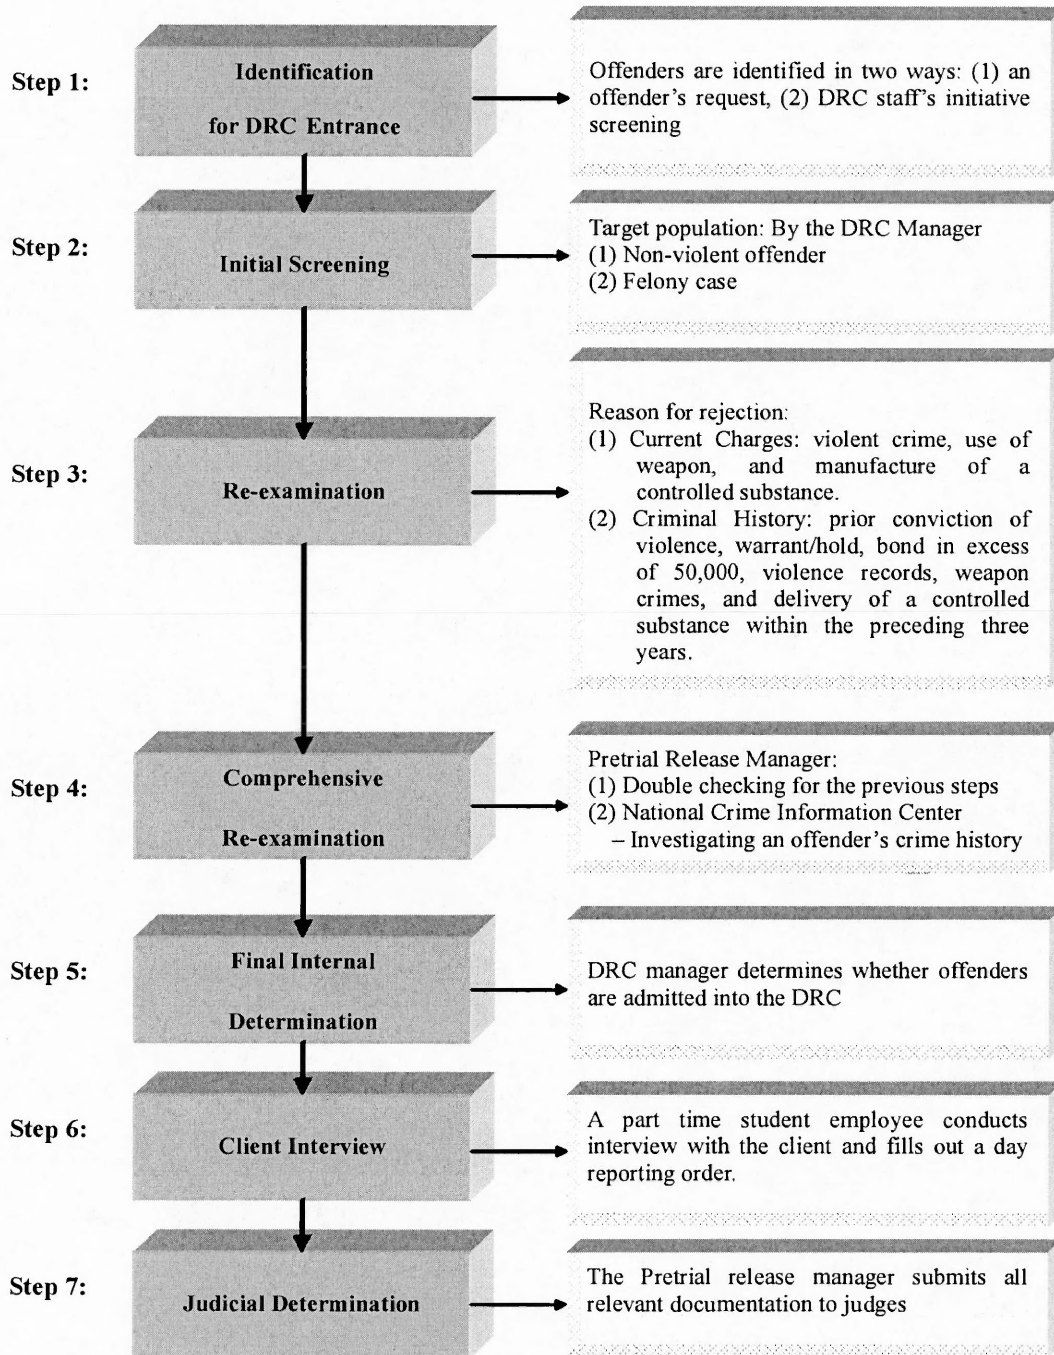 Step 1:
Identification
for DRC Entrance
Offenders are identified in two ways: (1) an
offender's request, (2) DRC staff's initiative
screening
Step 2:
Initial Screening
Target population: By the DRC Manager
(1) Non-violent offender
(2) Felony case
Step 3:
Re-examination
Reason for rejection:
(1) Current Charges: violent crime, use of
weapon, and manufacture of a
controlled substance.
(2) Criminal History: prior conviction of
violence, warrant/hold, bond in excess
of 50,000, violence records, weapon
crimes, and delivery of a controlled
substance within the preceding three
years.
Step 4:
Comprehensive
Re-examination
Pretrial Release Manager:
(1) Double checking for the previous steps
(2) National Crime Information Center
– Investigating an offender's crime history
Step 5:
Final Internal
Determination
DRC manager determines whether offenders
are admitted into the DRC
Step 6:
Client Interview
A part time student employee conducts
interview with the client and fills out a day
reporting order.
Step 7:
Judicial Determination
The Pretrial release manager submits all
relevant documentation to judges